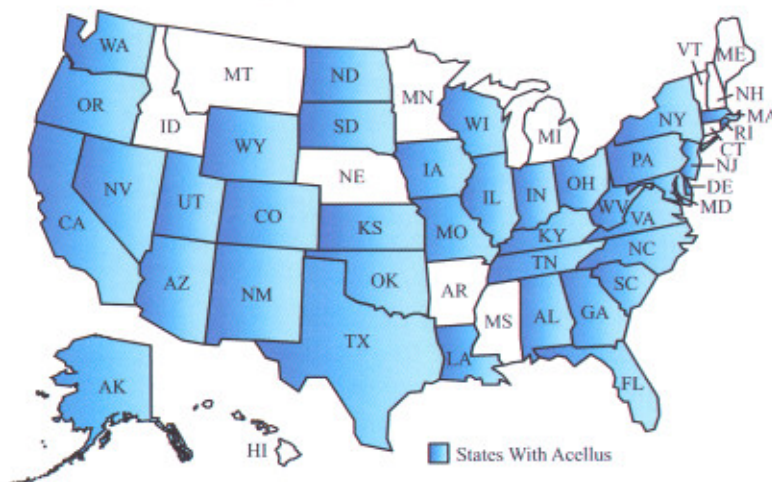 WA
MT
ND
MN
VT
ME
NH
MA
RI
CT
NJ
DE
MD
OR
ID
WY
SD
WI
MI
NY
NE
IA
PA
NV
UT
CO
IL
IN
OH
WV
VA
CA
KS
MO
KY
NC
TN
AZ
NM
OK
AR
SC
MS
AL
GA
TX
LA
FL
AK
HI
States With Acellus